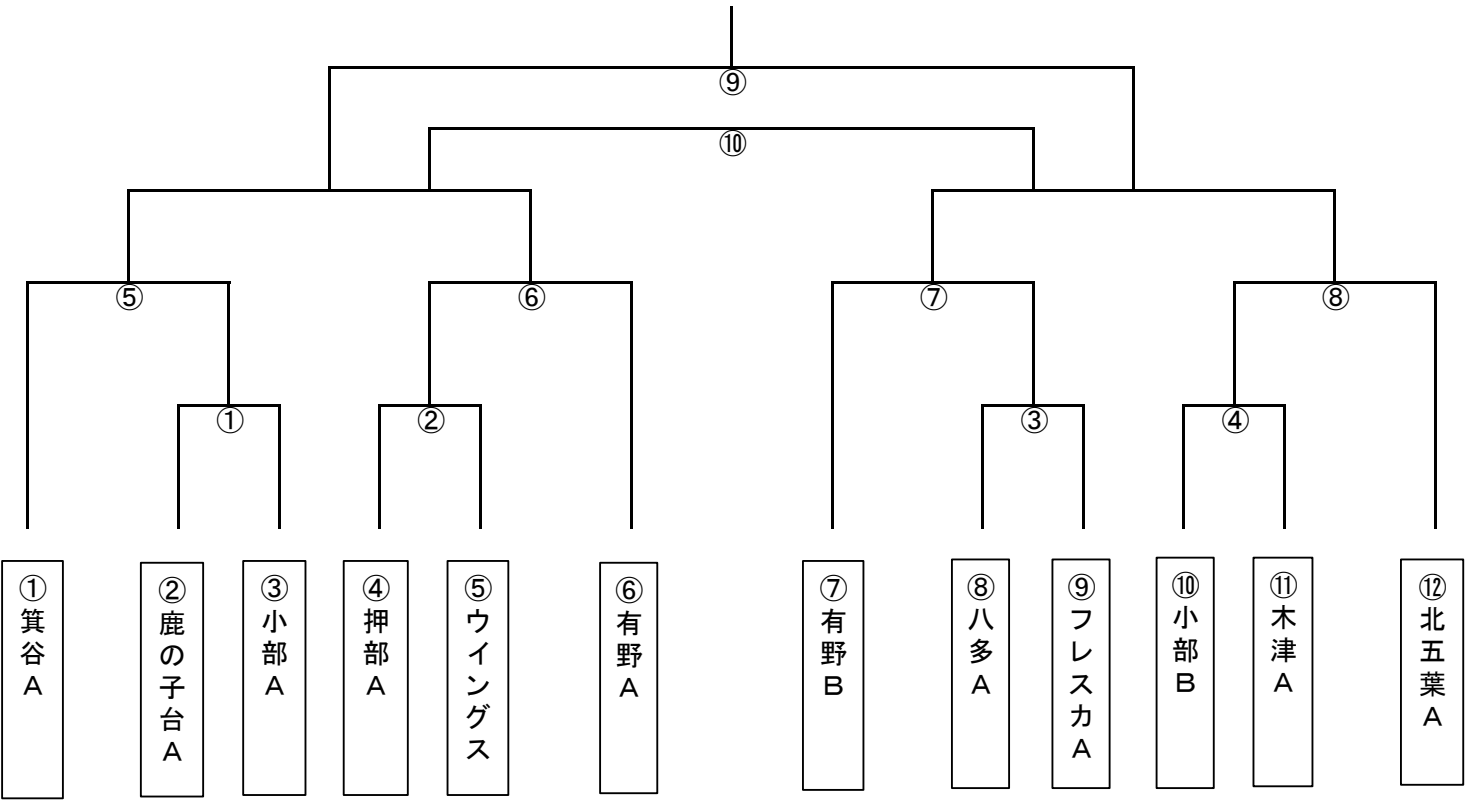 ⑨
⑩
⑤
⑥
⑦
⑧
①
②
③
④
①箕谷A
②鹿の子台A
③小部A
④押部A
⑤ウイングス
⑥有野A
⑦有野B
⑧八多A
⑨フレスカA
⑩小部B
⑪木津A
⑫北五葉A